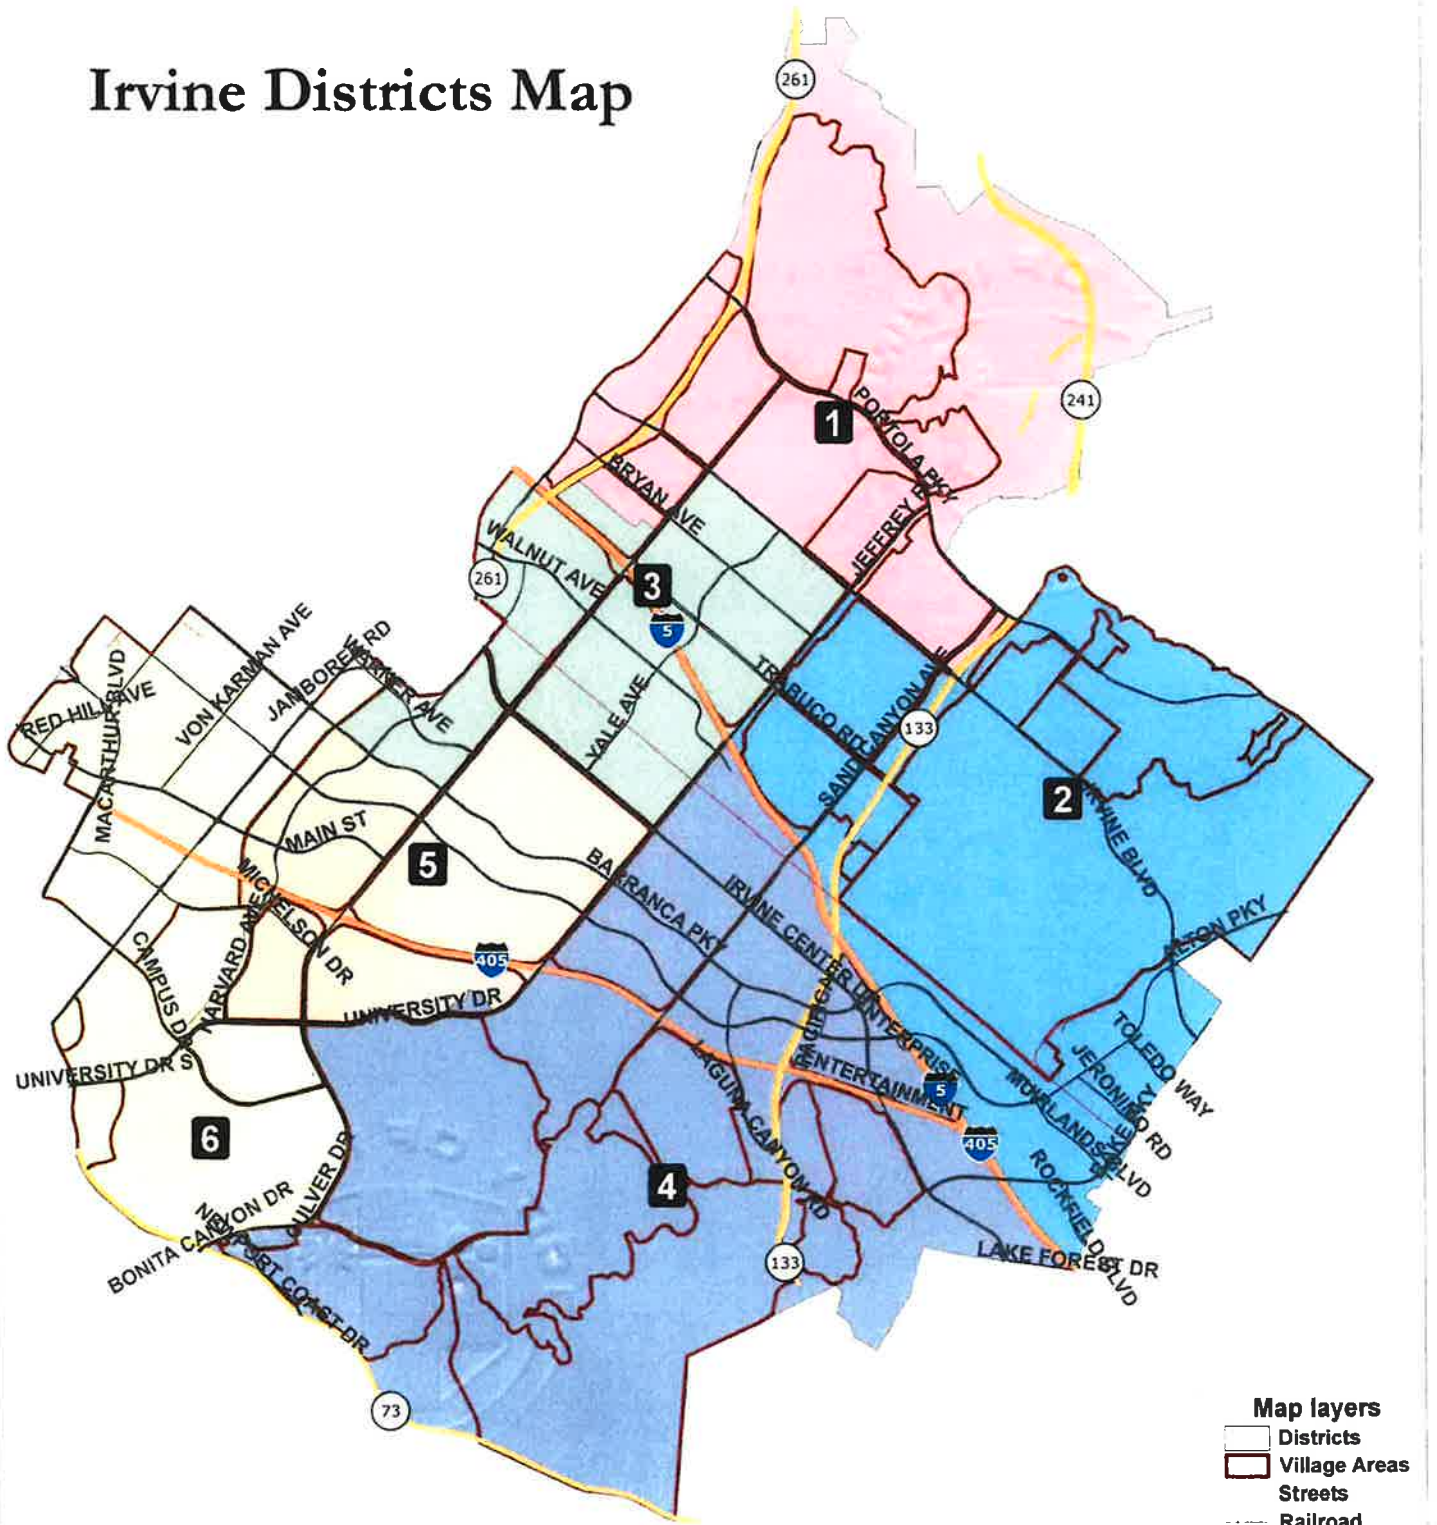 Irvine Districts Map
261
241
1
PORTOLA PKY
BRYAN AVE
JEFFREY
WALNUT AVE
261
3
5
VON KARMAN AVE
JAMBOREE RD
WARNER AVE
RED HILL AVE
MACARTHUR BLVD
YALE AVE
TRABUCO RD
SAND CANYON AVE
133
2
IRVINE BLVD
MAIN ST
5
BARRANCA PKY
IRVINE CENTER DR
ALTON PKY
MICHELSON DR
HARVARD AVE
CAMPUS DR
405
UNIVERSITY DR
PACIFICA
ENTERPRISE
ENTERTAINMENT
5
TOLEDO WAY
JERONIMO RD
UNIVERSITY DR S
LAGUNA CANYON RD
MUIRLANDS BLVD
LAKE
PKY
405
6
4
ROCKFIELD BLVD
CULVER DR
BONITA CANYON DR
NEWPORT COAST DR
LAKE FOREST DR
133
73
Map layers
Districts
Village Areas
Streets
Railroad